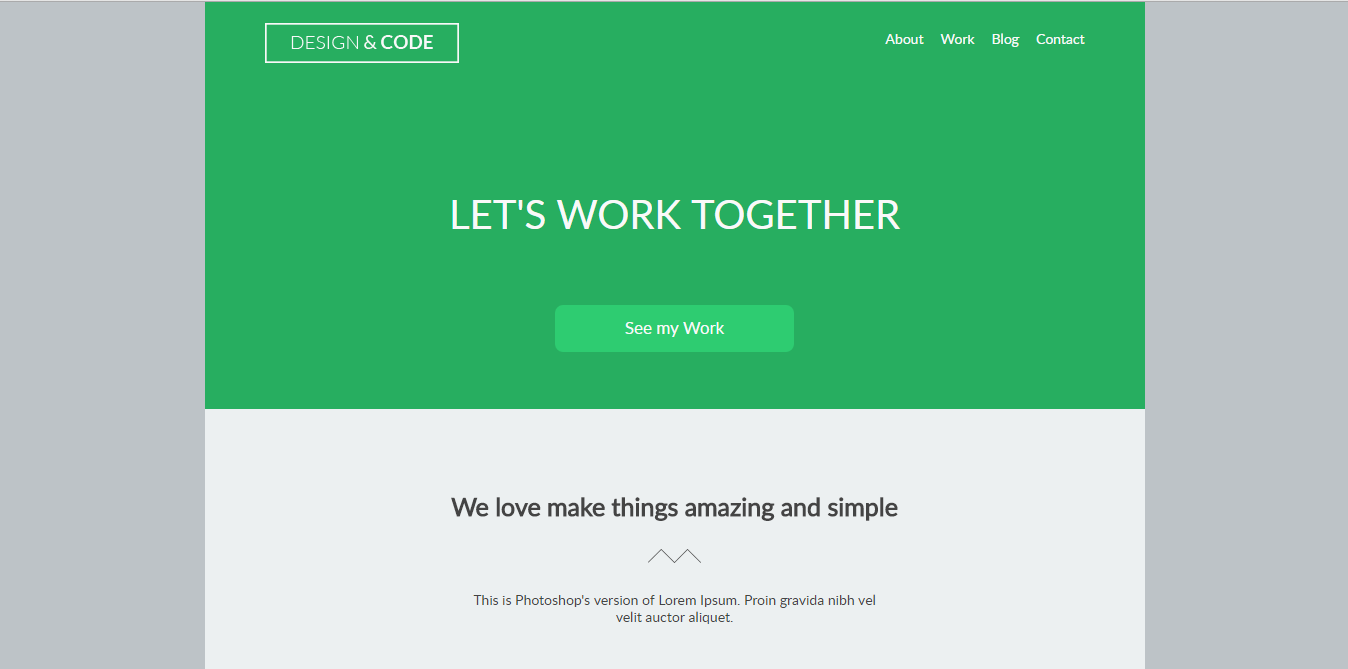 DESIGN & CODE
About Work Blog Contact
LET'S WORK TOGETHER
See my Work
We love make things amazing and simple
This is Photoshop's version of Lorem Ipsum. Proin gravida nibh vel
velit auctor aliquet.